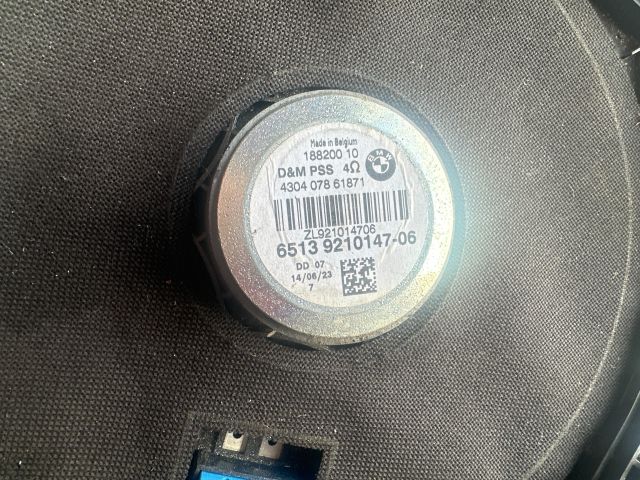 Made in Belgium
188200 10
D&M PSS 4Ω
BMW
4304 078 61871
ZL921014706
6513 9210147-06
DD 07
14/06/23
7